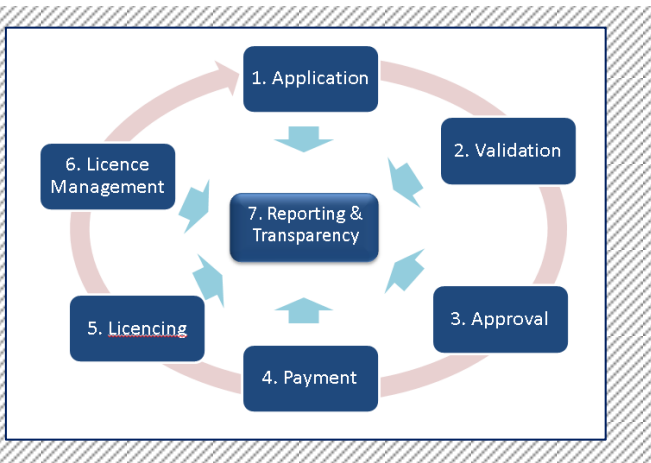 1. Application
2. Validation
3. Approval
4. Payment
5. Licencing
6. Licence
Management
7. Reporting &
Transparency